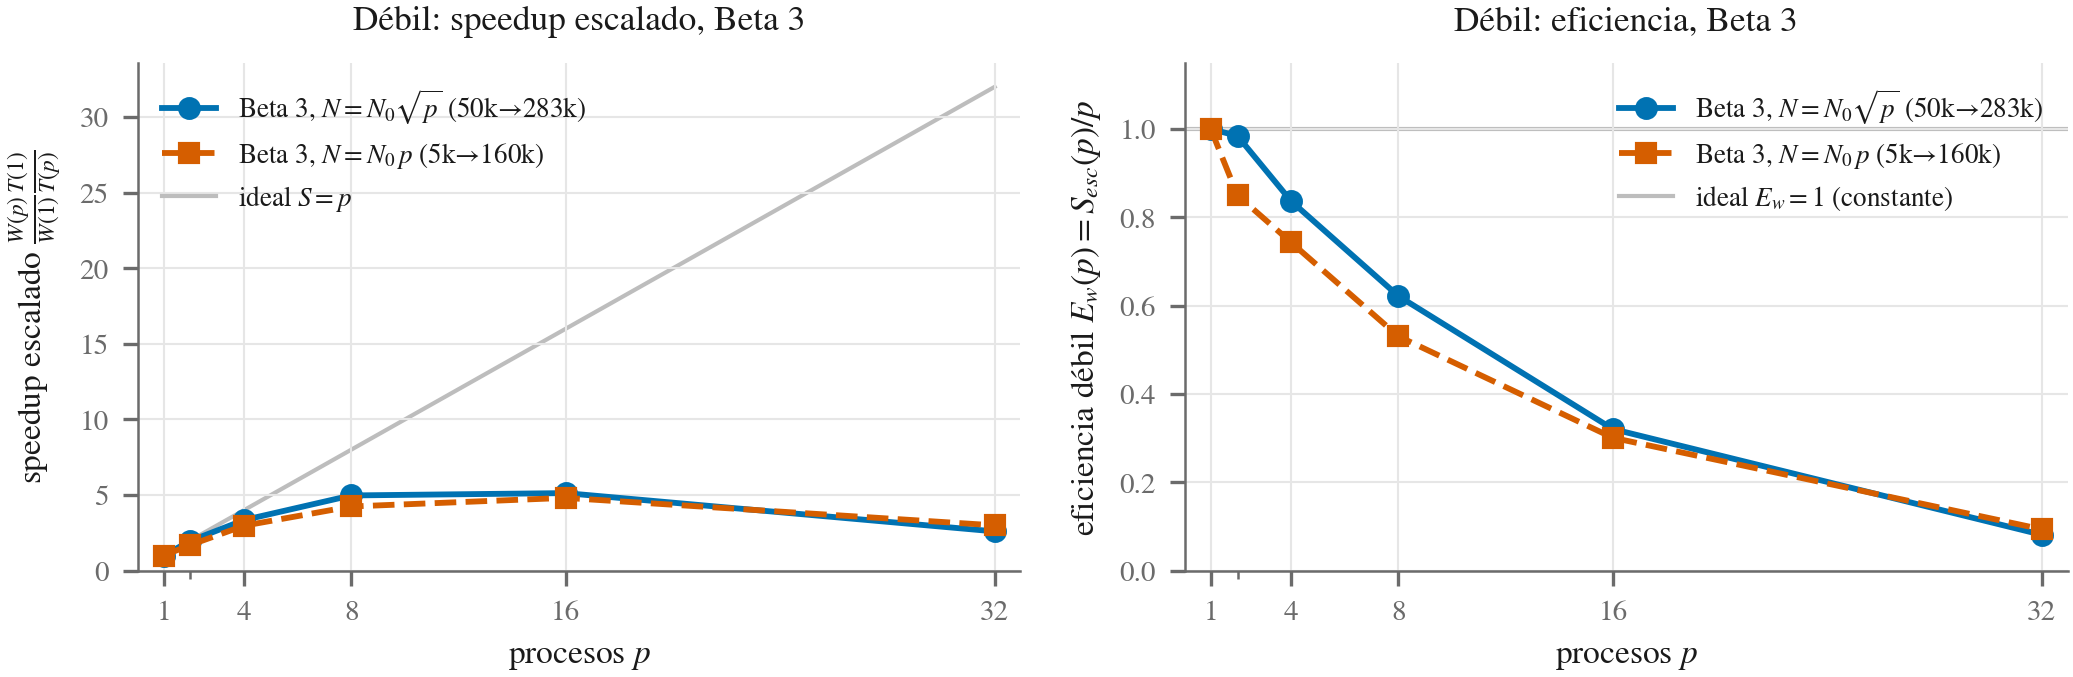 Débil: speedup escalado, Beta 3
speedup escalado W(p) T(1) / W(1) T(p)
30
25
20
15
10
5
0
Beta 3, N = N₀√p (50k→283k)
Beta 3, N = N₀ p (5k→160k)
ideal S = p
1 4 8 16 32
procesos p
Débil: eficiencia, Beta 3
eficiencia débil E_w(p) = S_esc(p)/p
1.0
0.8
0.6
0.4
0.2
0.0
Beta 3, N = N₀√p (50k→283k)
Beta 3, N = N₀ p (5k→160k)
ideal E_w = 1 (constante)
1 4 8 16 32
procesos p